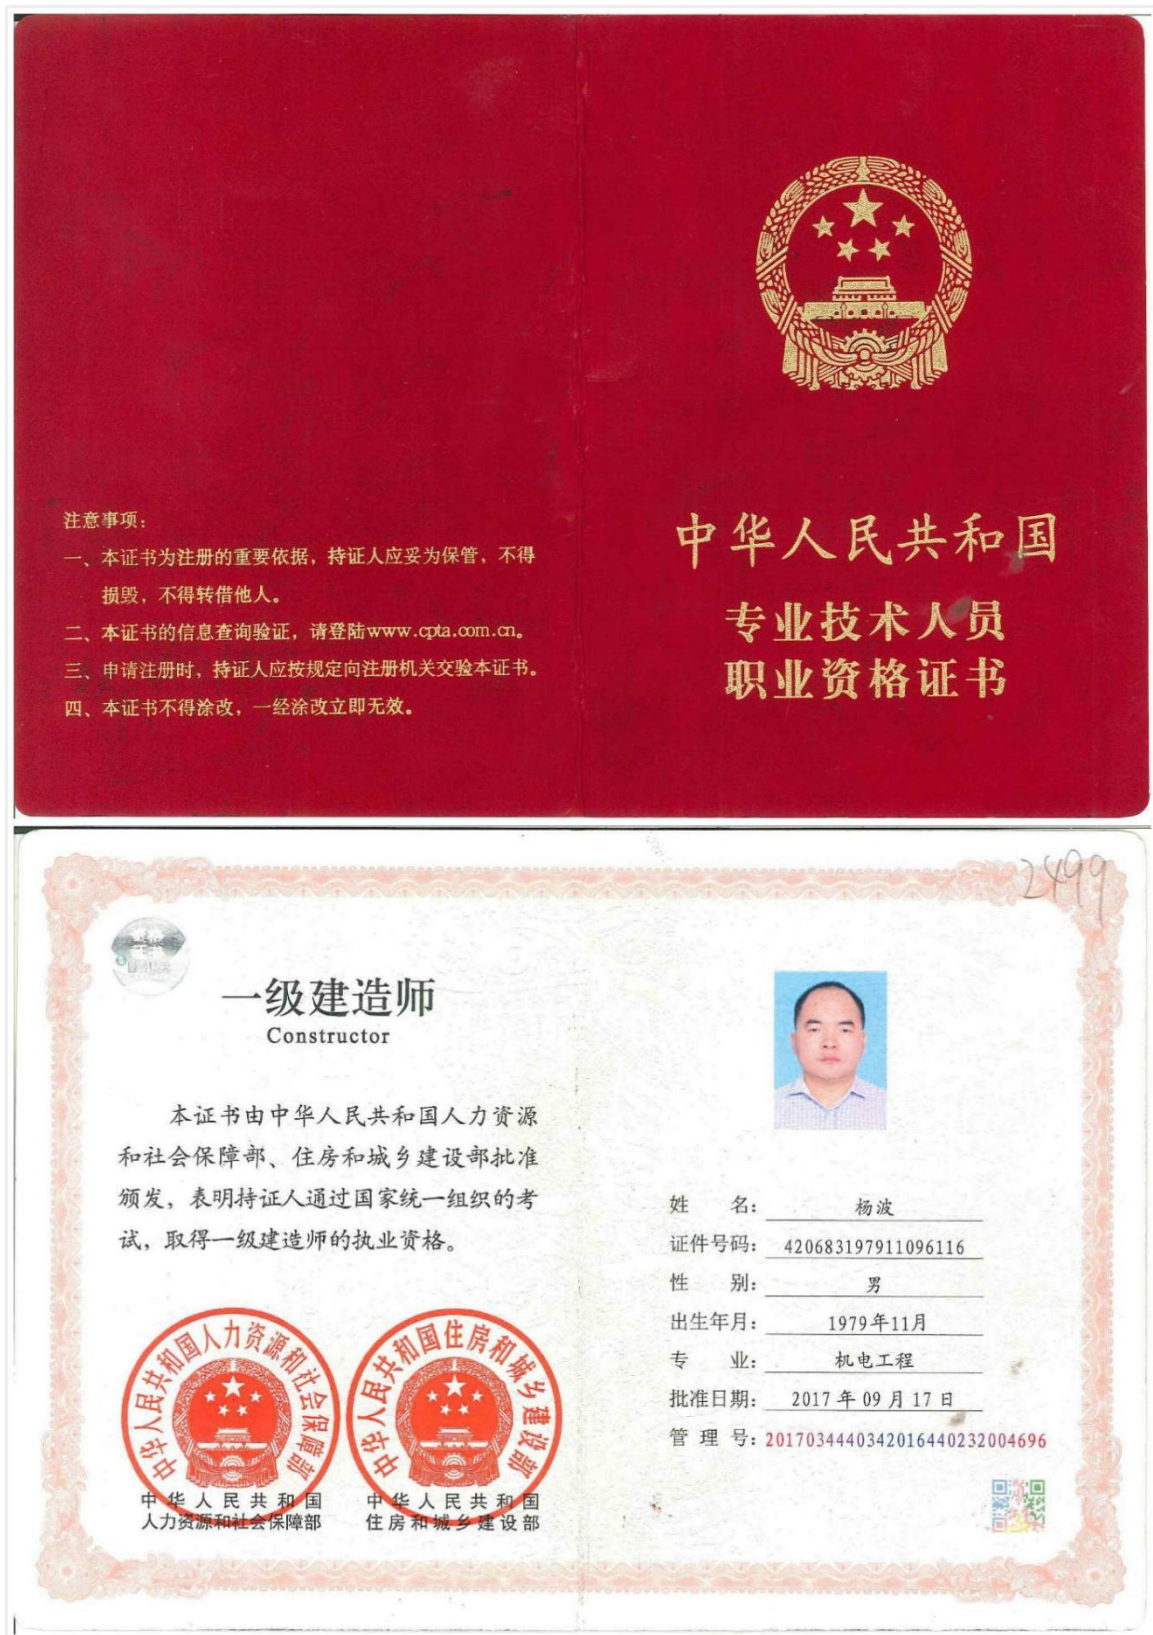 注意事项：
一、本证书为注册的重要依据，持证人应妥为保管，不得
损毁，不得转借他人。
二、本证书的信息查询验证，请登陆www.cpta.com.cn。
三、申请注册时，持证人应按规定向注册机关交验本证书。
四、本证书不得涂改，一经涂改立即无效。
中华人民共和国
专业技术人员
职业资格证书
2499
一级建造师
Constructor
本证书由中华人民共和国人力资源
和社会保障部、住房和城乡建设部批准
颁发，表明持证人通过国家统一组织的考
试，取得一级建造师的执业资格。
中华人民共和国人力资源和社会保障部
中华人民共和国
人力资源和社会保障部
中华人民共和国住房和城乡建设部
中华人民共和国
住房和城乡建设部
姓 名：杨波
证件号码：420683197911096116
性 别：男
出生年月：1979年11月
专 业：机电工程
批准日期：2017年09月17日
管 理 号：2017034440342016440232004696